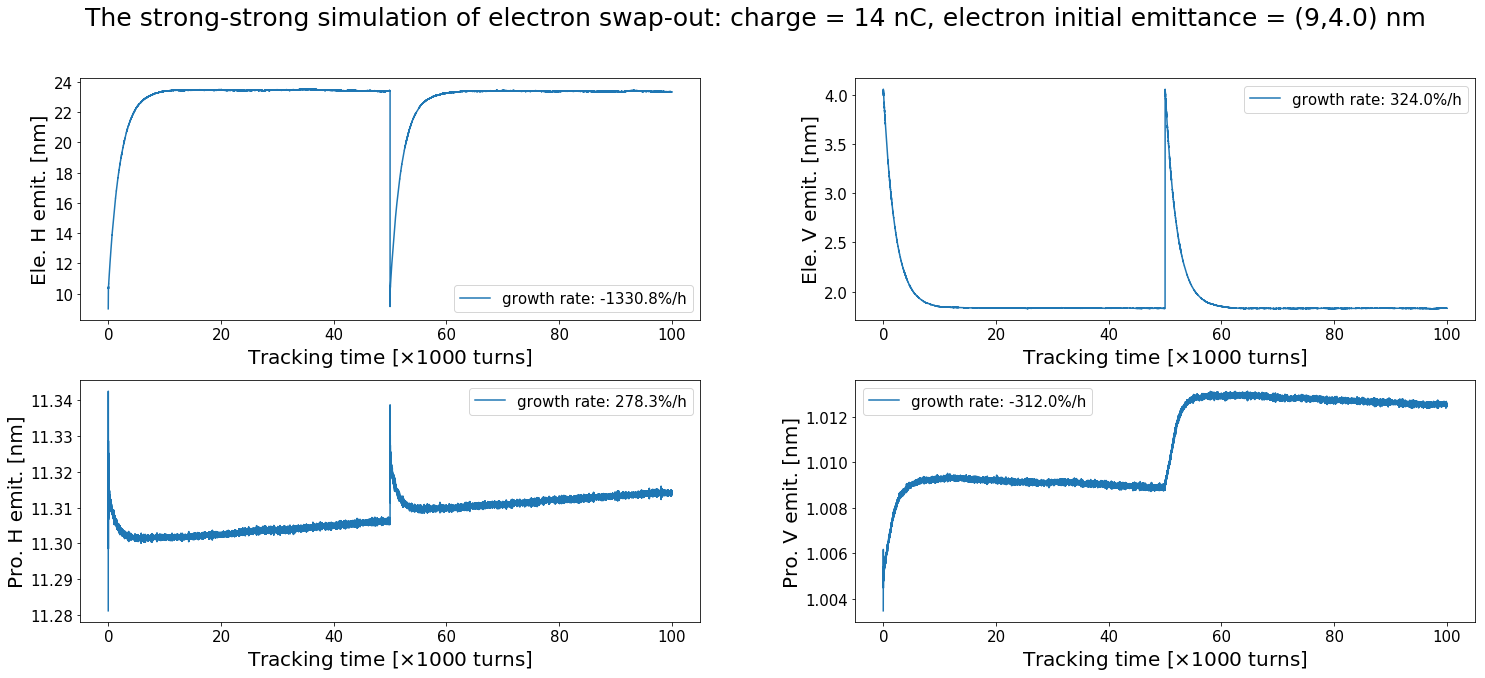 The strong-strong simulation of electron swap-out: charge = 14 nC, electron initial emittance = (9,4.0) nm
Ele. H emit. [nm]
24
22
20
18
16
14
12
10
growth rate: -1330.8%/h
0 20 40 60 80 100
Tracking time [×1000 turns]
Ele. V emit. [nm]
4.0
3.5
3.0
2.5
2.0
growth rate: 324.0%/h
0 20 40 60 80 100
Tracking time [×1000 turns]
Pro. H emit. [nm]
11.34
11.33
11.32
11.31
11.30
11.29
11.28
growth rate: 278.3%/h
0 20 40 60 80 100
Tracking time [×1000 turns]
Pro. V emit. [nm]
1.012
1.010
1.008
1.006
1.004
growth rate: -312.0%/h
0 20 40 60 80 100
Tracking time [×1000 turns]